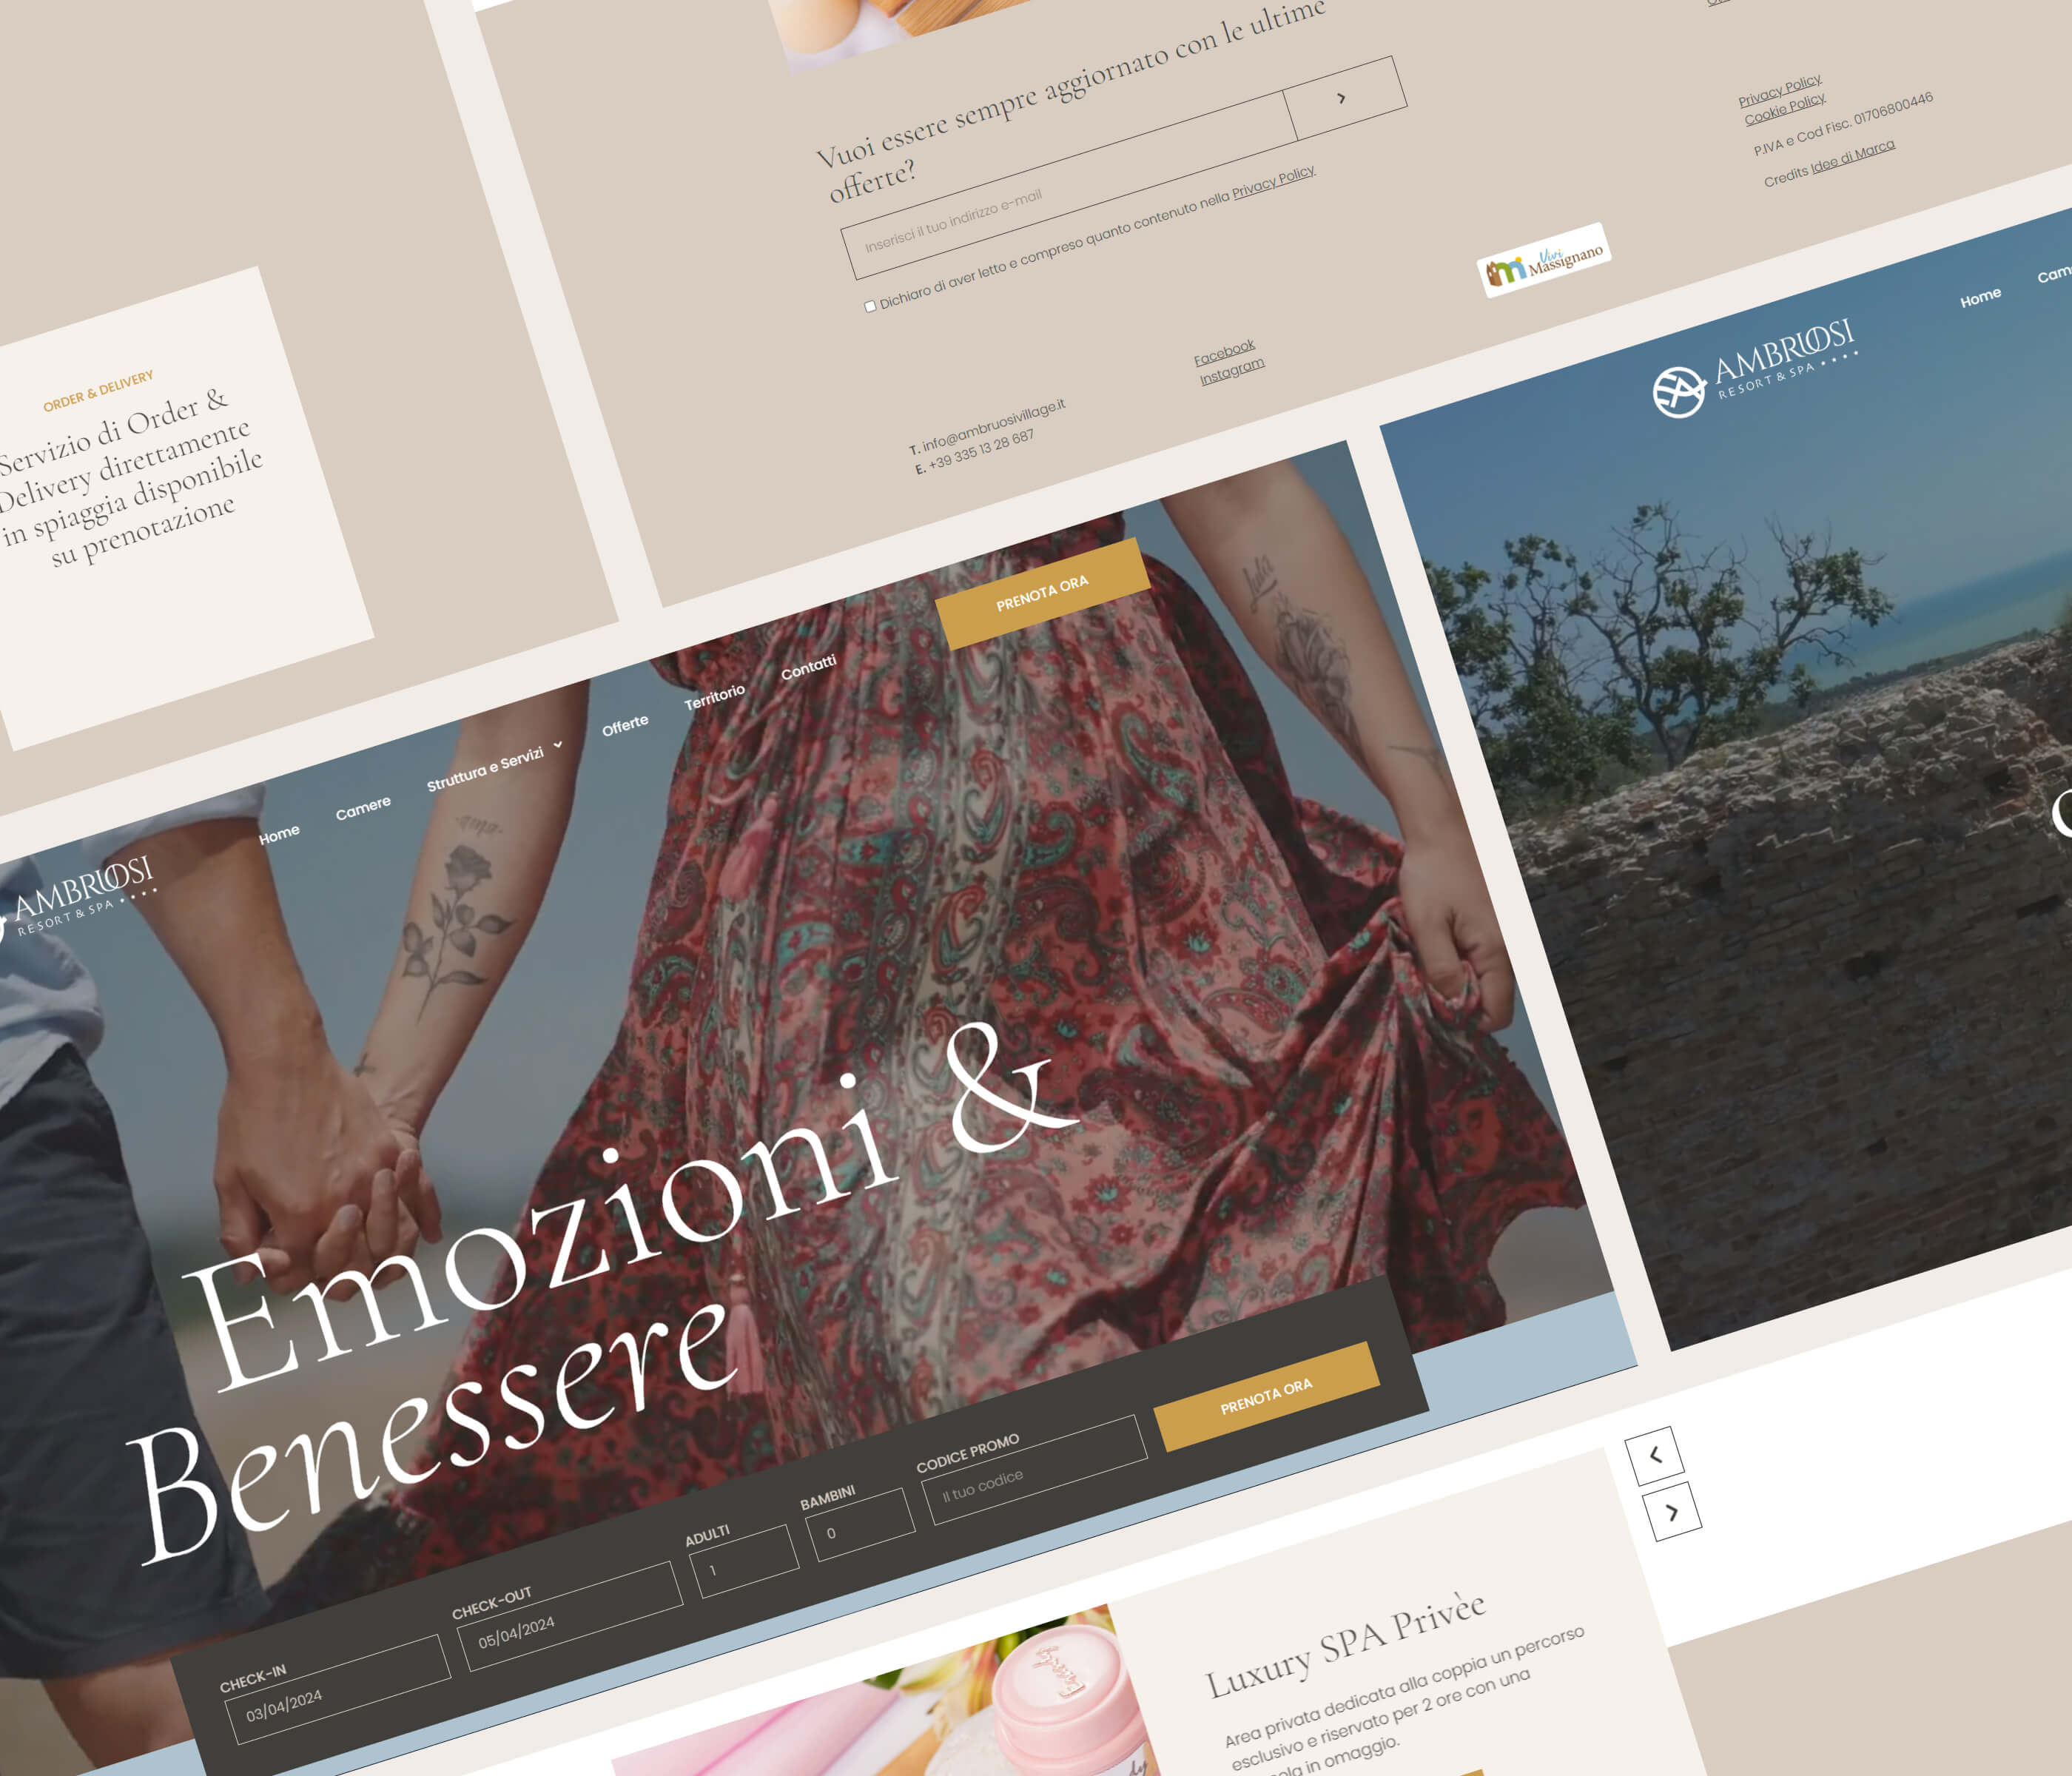 Vuoi essere sempre aggiornato con le ultime
offerte?
Inserisci il tuo indirizzo e-mail
Dichiaro di aver letto e compreso quanto contenuto nella Privacy Policy
Privacy Policy
Cookie Policy
P.IVA e Cod Fisc. 01706800446
Credits Idee di Marca
Vivi
Massignano
Facebook
Instagram
T. info@ambruosivillage.it
E. +39 335 13 28 687
ORDER & DELIVERY
Servizio di Order &
Delivery direttamente
in spiaggia disponibile
su prenotazione
AMBRUOSI
RESORT & SPA
Home
Camere
Struttura e Servizi
Offerte
Territorio
Contatti
PRENOTA ORA
Emozioni &
Benessere
CHECK-IN
03/04/2024
CHECK-OUT
05/04/2024
ADULTI
1
BAMBINI
0
CODICE PROMO
Il tuo codice
PRENOTA ORA
AMBRUOSI
RESORT & SPA
Home
Luxury SPA Privèe
Area privata dedicata alla coppia un percorso
esclusivo e riservato per 2 ore con una
in omaggio.